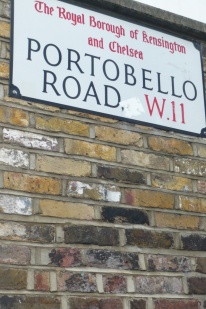 The Royal Borough of Kensington
and Chelsea
PORTOBELLO
ROAD, W.11